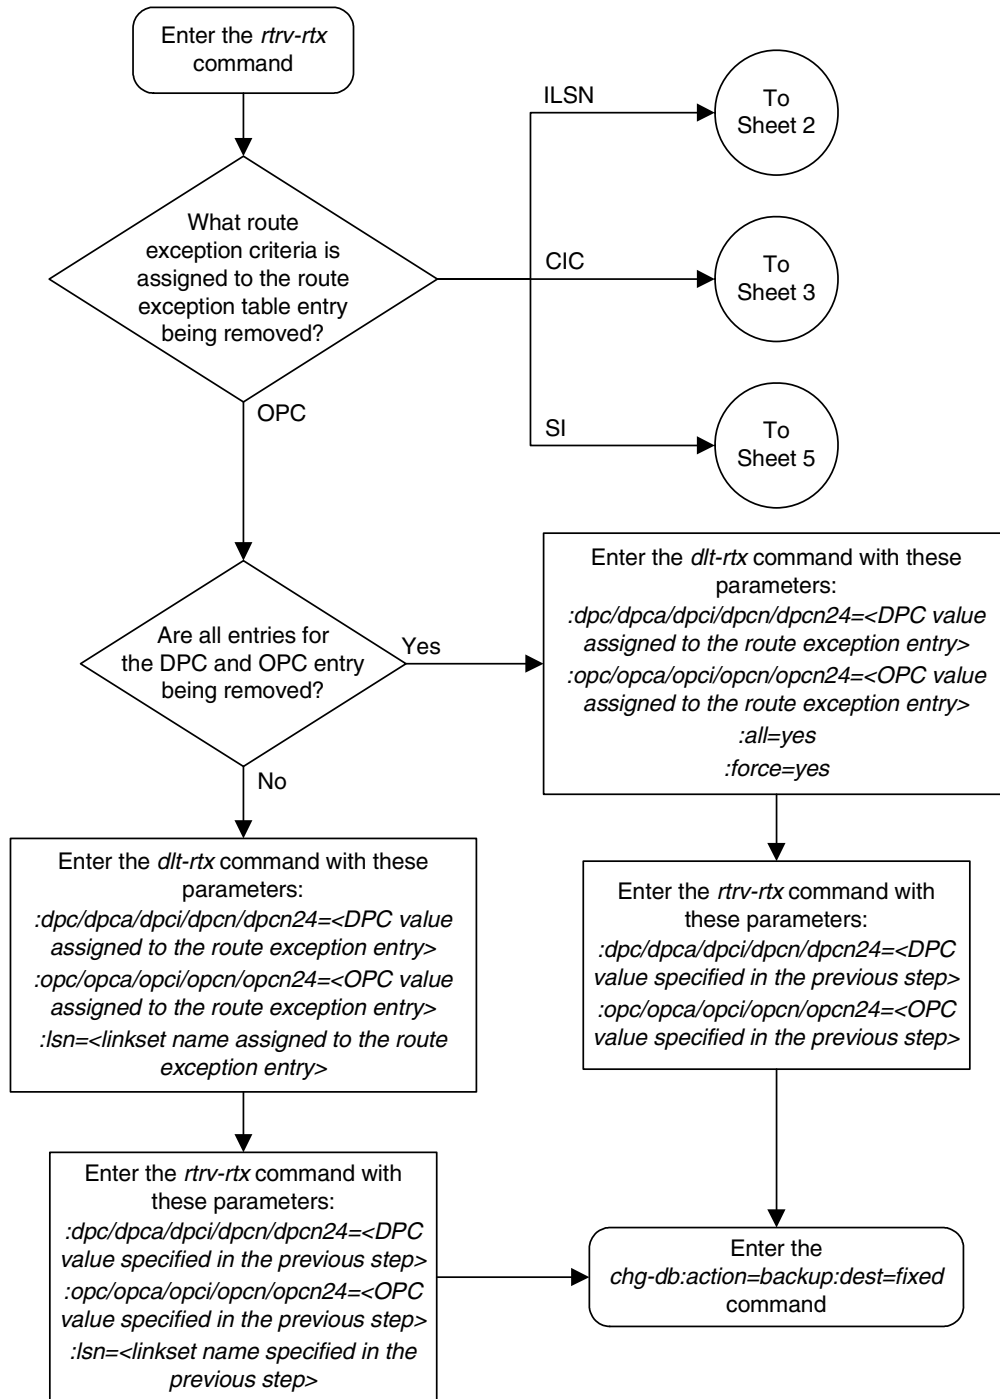 Enter the rtrv-rtx
command
What route
exception criteria is
assigned to the route
exception table entry
being removed?
ILSN
To
Sheet 2
CIC
To
Sheet 3
SI
To
Sheet 5
OPC
Are all entries for
the DPC and OPC entry
being removed?
Yes
Enter the dlt-rtx command with these
parameters:
:dpc/dpca/dpci/dpcn/dpcn24=<DPC value
assigned to the route exception entry>
:opc/opca/opci/opcn/opcn24=<OPC value
assigned to the route exception entry>
:all=yes
:force=yes
No
Enter the dlt-rtx command with these
parameters:
:dpc/dpca/dpci/dpcn/dpcn24=<DPC value
assigned to the route exception entry>
:opc/opca/opci/opcn/opcn24=<OPC value
assigned to the route exception entry>
:lsn=<linkset name assigned to the route
exception entry>
Enter the rtrv-rtx command with
these parameters:
:dpc/dpca/dpci/dpcn/dpcn24=<DPC
value specified in the previous step>
:opc/opca/opci/opcn/opcn24=<OPC
value specified in the previous step>
Enter the rtrv-rtx command with
these parameters:
:dpc/dpca/dpci/dpcn/dpcn24=<DPC
value specified in the previous step>
:opc/opca/opci/opcn/opcn24=<OPC
value specified in the previous step>
:lsn=<linkset name specified in the
previous step>
Enter the
chg-db:action=backup:dest=fixed
command